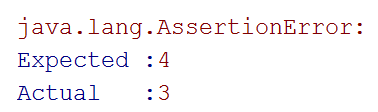 java.lang.AssertionError:
Expected :4
Actual   :3